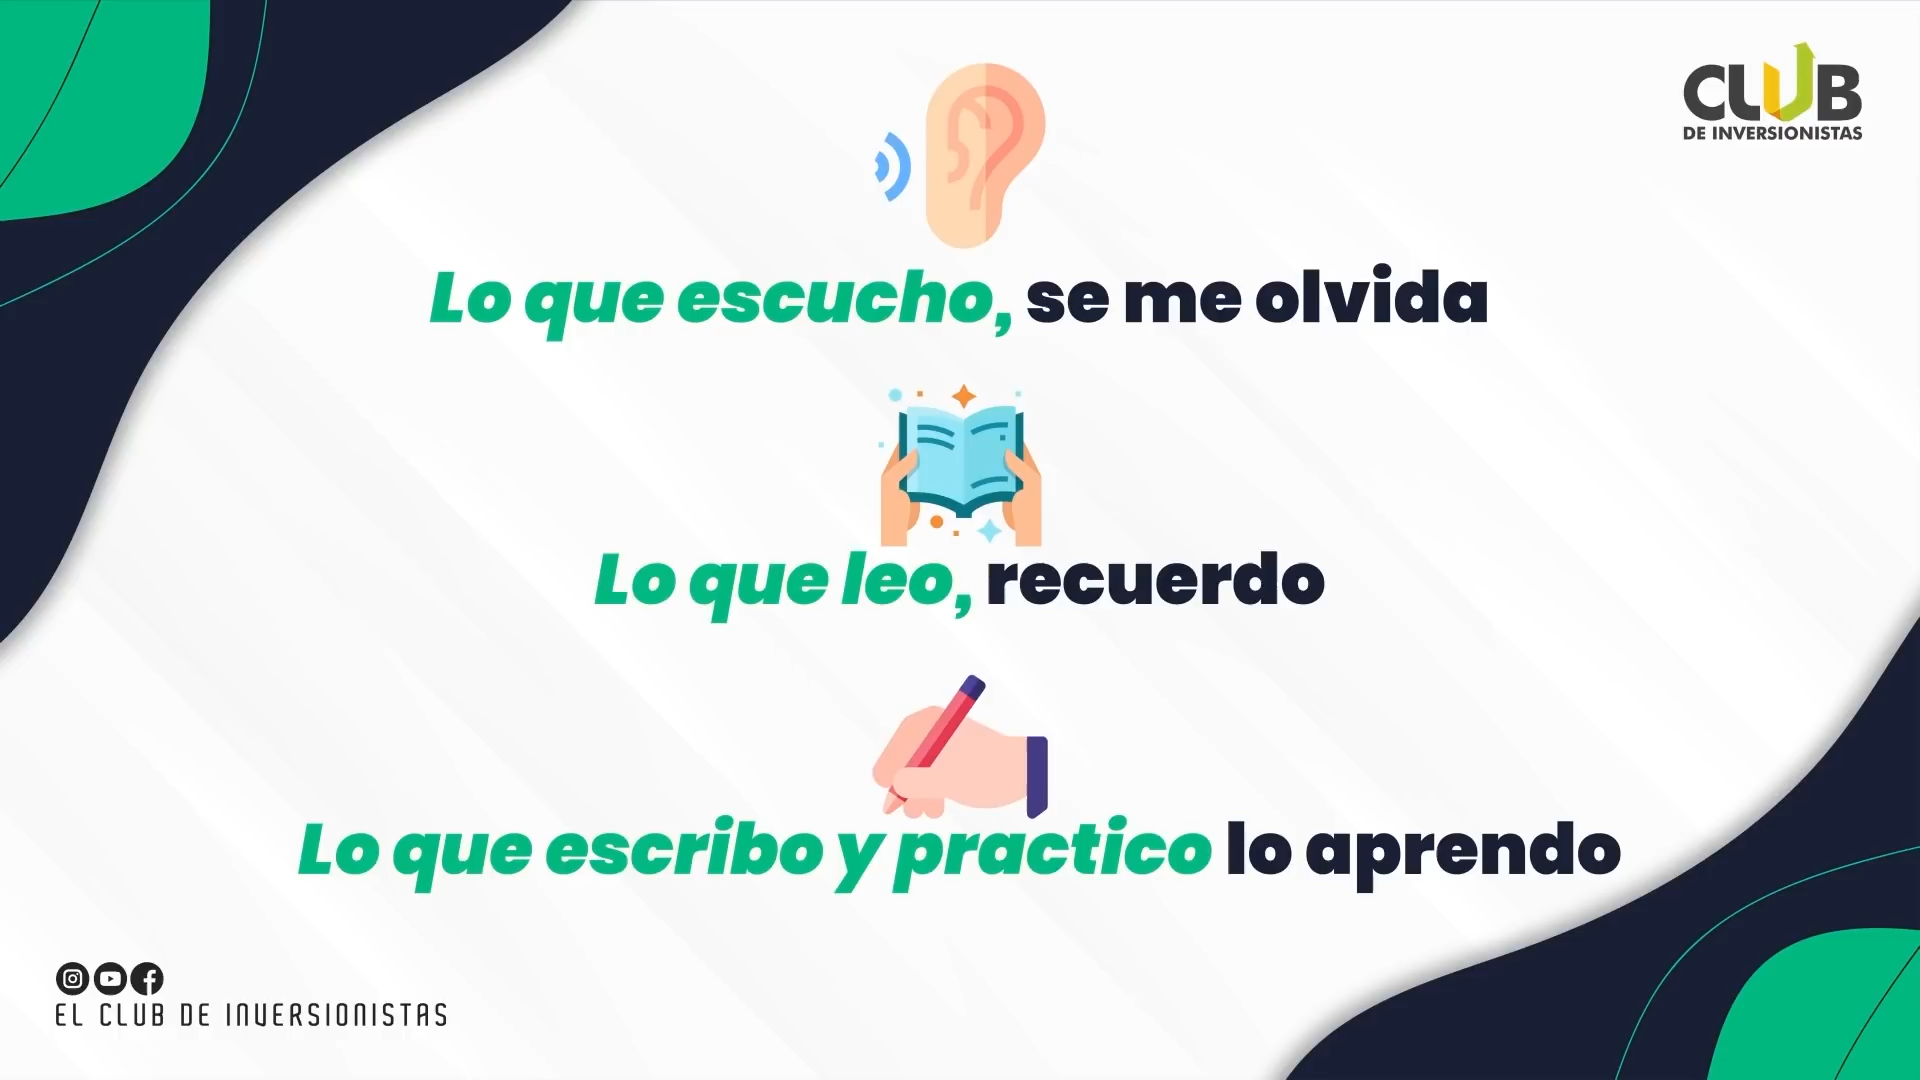 CLUB
DE INVERSIONISTAS
Lo que escucho, se me olvida
Lo que leo, recuerdo
Lo que escribo y practico lo aprendo
EL CLUB DE INVERSIONISTAS